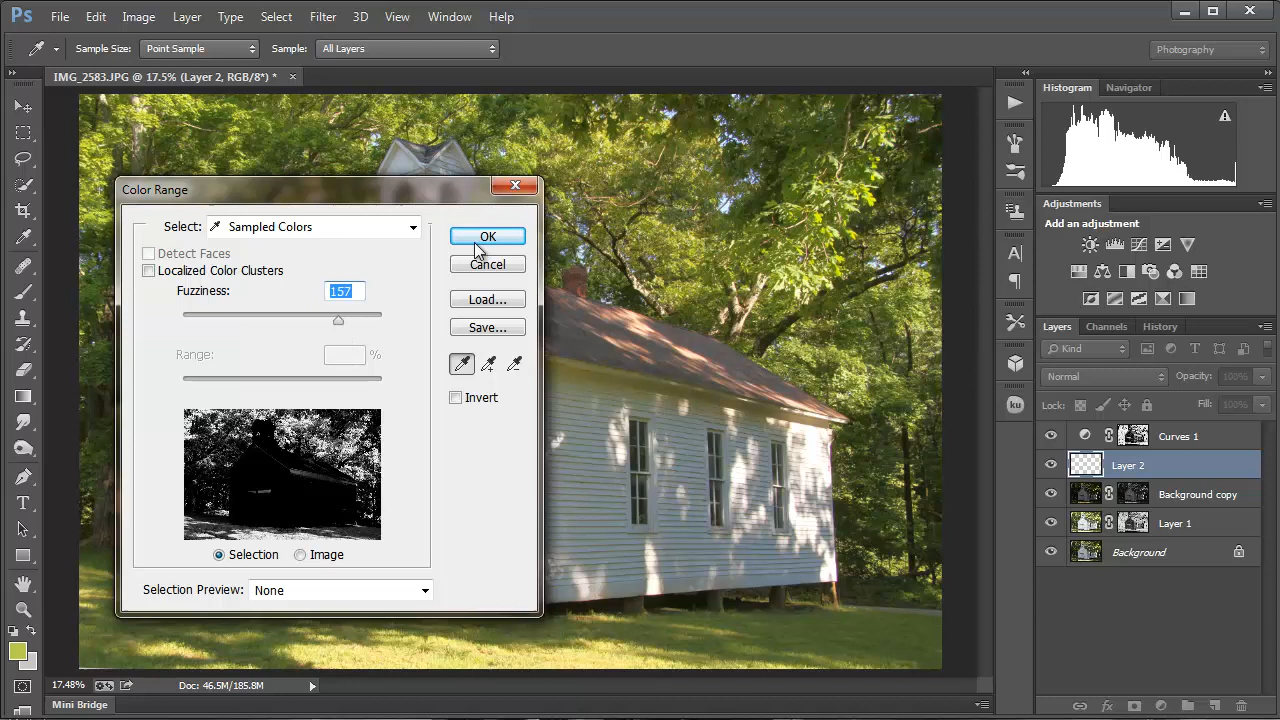 Ps File Edit Image Layer Type Select Filter 3D View Window Help
Sample Size: Point Sample Sample: All Layers Photography
IMG_2583.JPG @ 17.5% (Layer 2, RGB/8*) * ×
Histogram Navigator
Color Range
Select: Sampled Colors
OK
Detect Faces
Cancel
Localized Color Clusters
Fuzziness: 157
Load...
Save...
Range: %
Invert
Selection Image
Selection Preview: None
Adjustments
Add an adjustment
Layers Channels History
Kind
Normal Opacity: 100%
Lock: Fill: 100%
Curves 1
Layer 2
Background copy
Layer 1
Background
ku
17.48% Doc: 46.5M/185.8M
Mini Bridge